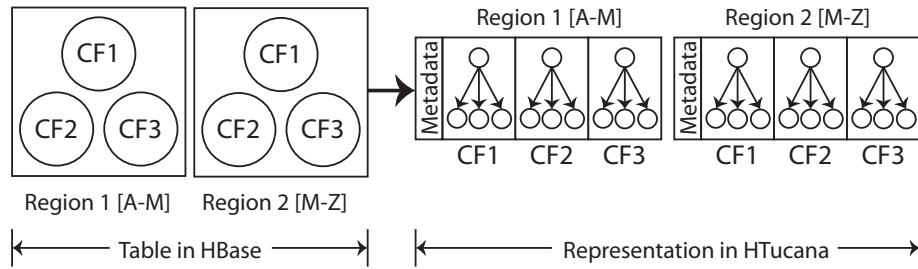 Region 1 [A-M] Region 2 [M-Z]
CF1 CF1
CF2 CF3 CF2 CF3
Metadata Metadata
CF1 CF2 CF3 CF1 CF2 CF3
Region 1 [A-M] Region 2 [M-Z]
Table in HBase Representation in HTucana